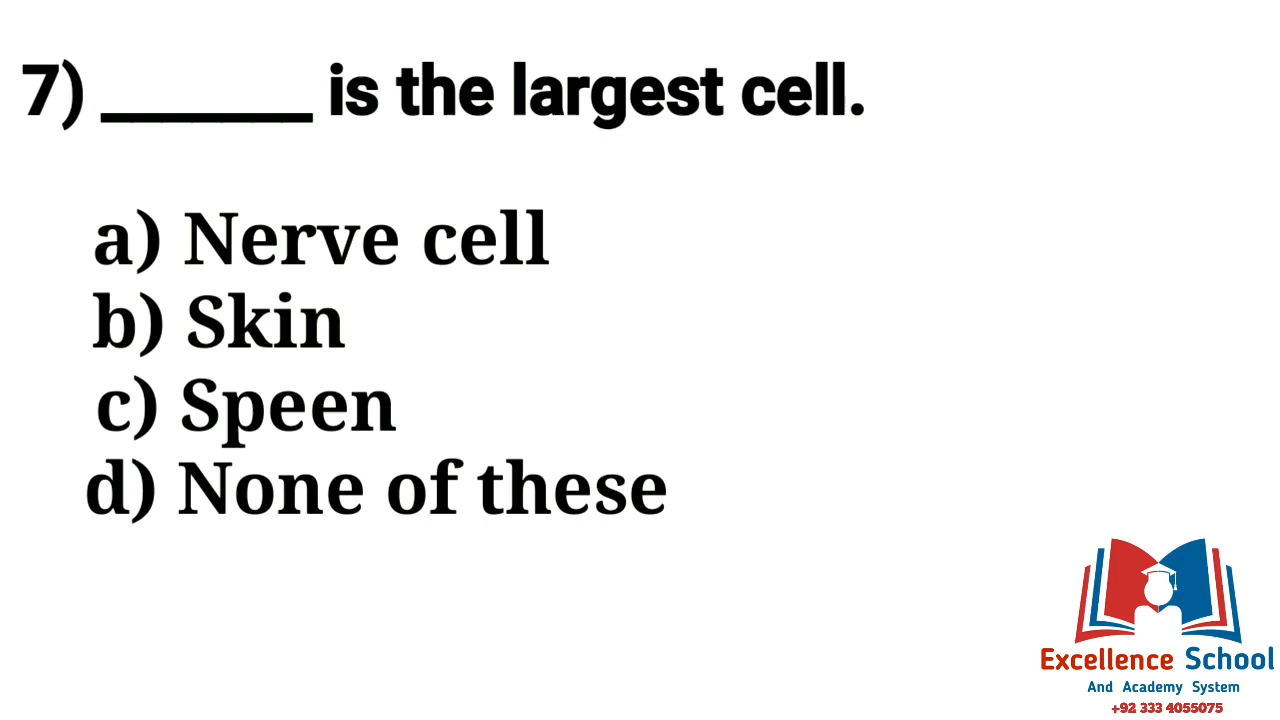 7) _______ is the largest cell.
a) Nerve cell
b) Skin
c) Speen
d) None of these
Excellence School
And Academy System
+92 333 4055075